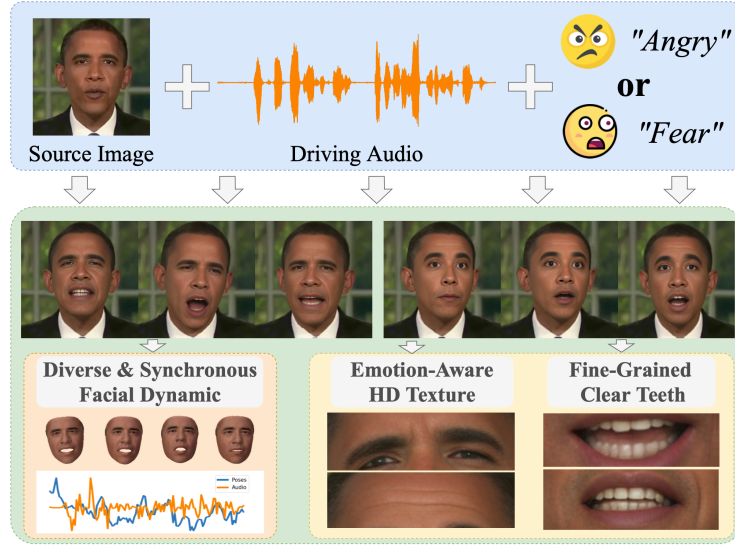 "Angry"
or
"Fear"
Source Image
Driving Audio
Diverse & Synchronous
Facial Dynamic
Emotion-Aware
HD Texture
Fine-Grained
Clear Teeth
Poses
Audio